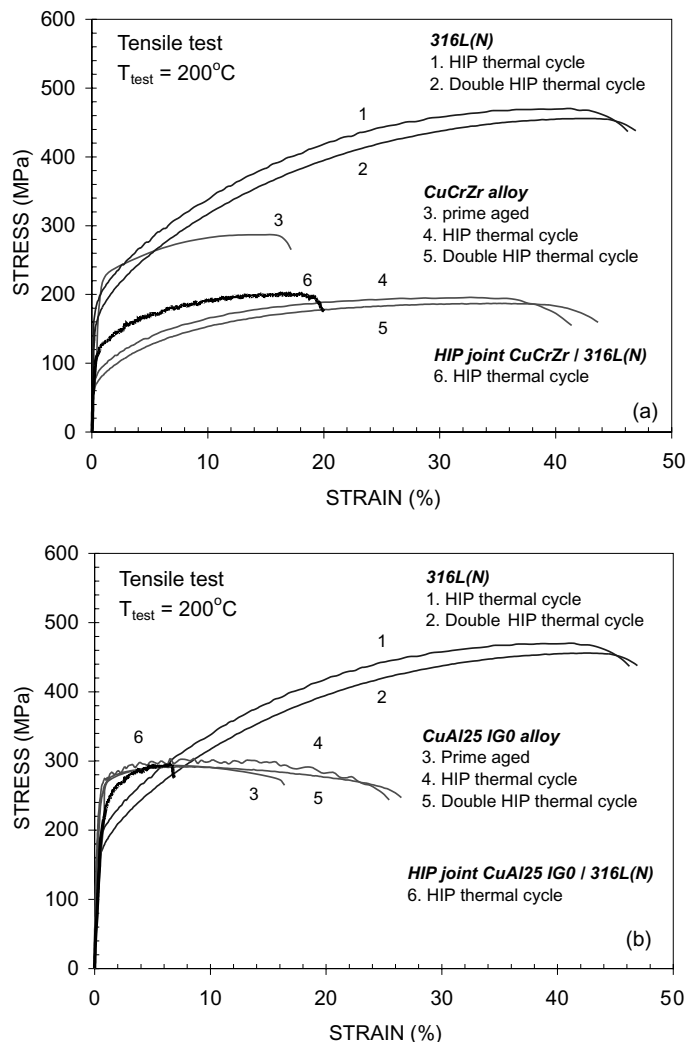 600
500
400
300
200
100
0
STRESS (MPa)
Tensile test
T_test = 200°C
316L(N)
1. HIP thermal cycle
2. Double HIP thermal cycle
1
2
CuCrZr alloy
3. prime aged
4. HIP thermal cycle
5. Double HIP thermal cycle
3
6
4
5
HIP joint CuCrZr / 316L(N)
6. HIP thermal cycle
(a)
0 10 20 30 40 50
STRAIN (%)
600
500
400
300
200
100
0
STRESS (MPa)
Tensile test
T_test = 200°C
316L(N)
1. HIP thermal cycle
2. Double HIP thermal cycle
1
2
CuAl25 IG0 alloy
3. Prime aged
4. HIP thermal cycle
5. Double HIP thermal cycle
6
4
3
5
HIP joint CuAl25 IG0 / 316L(N)
6. HIP thermal cycle
(b)
0 10 20 30 40 50
STRAIN (%)